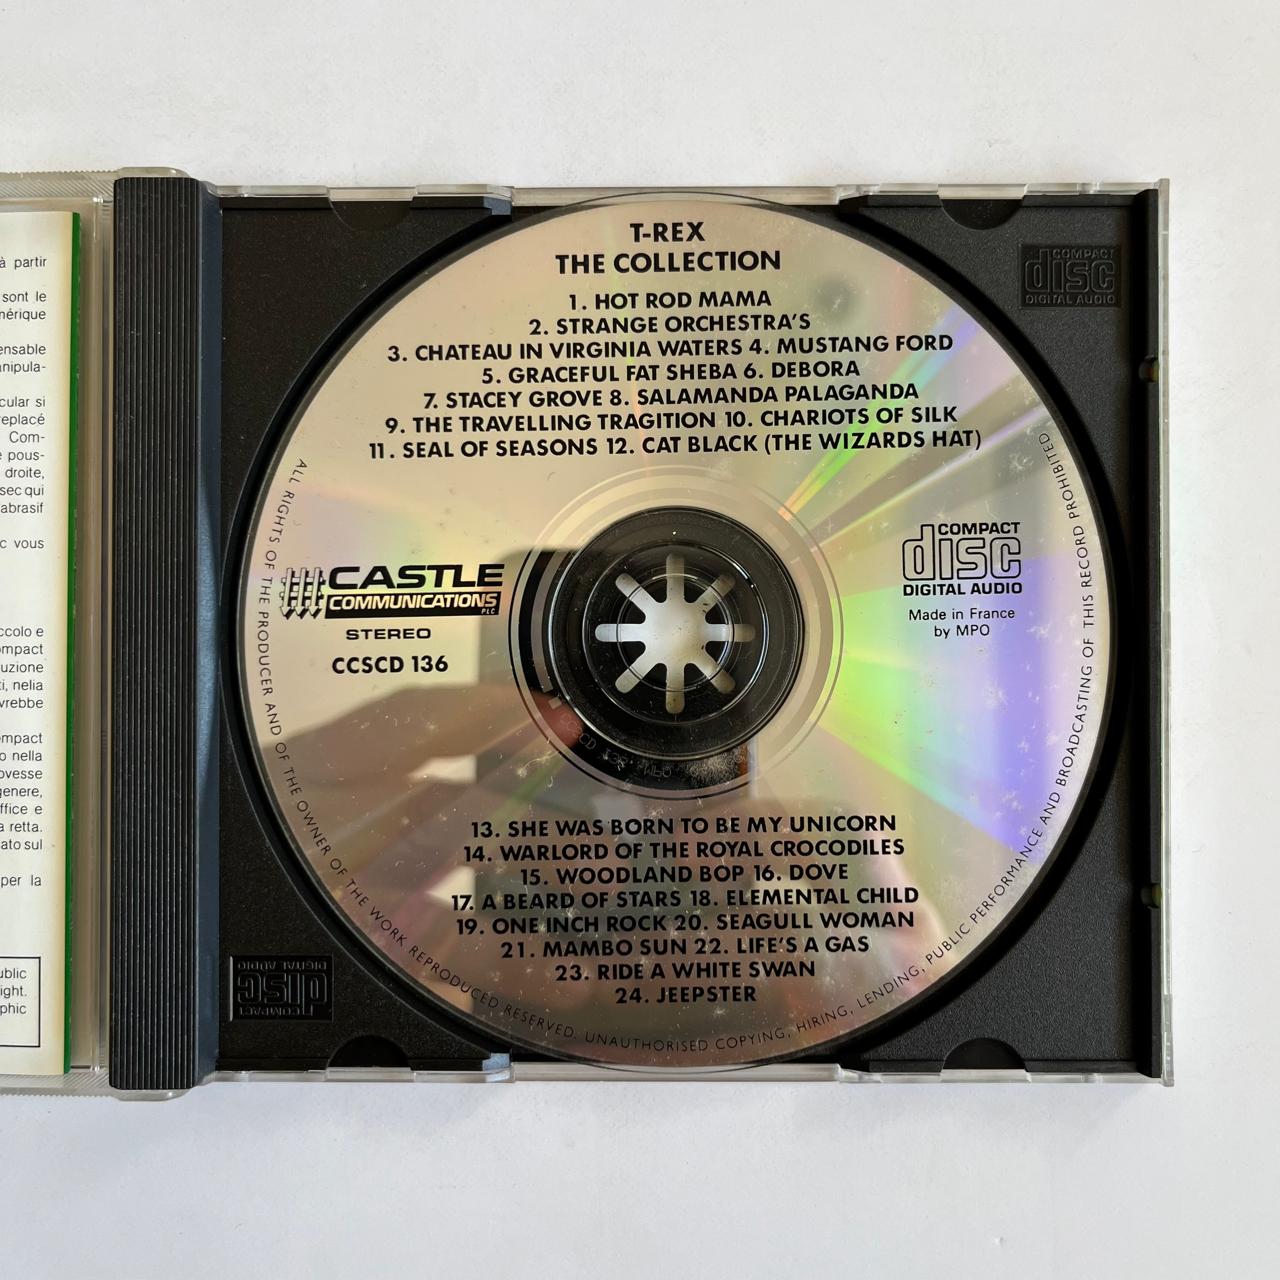 à partir
sont le
mérique
ensable
anipula-
cular si
replacé
Com-
e pous-
droite,
sec qui
abrasif
c vous
ccolo e
ompact
uzione
ti, nelia
vrebbe
ompact
o nella
ovesse
genere,
ffice e
a retta.
ato sul
per la
ublic
ight.
phic
T-REX
THE COLLECTION
1. HOT ROD MAMA
2. STRANGE ORCHESTRA'S
3. CHATEAU IN VIRGINIA WATERS 4. MUSTANG FORD
5. GRACEFUL FAT SHEBA 6. DEBORA
7. STACEY GROVE 8. SALAMANDA PALAGANDA
9. THE TRAVELLING TRAGITION 10. CHARIOTS OF SILK
11. SEAL OF SEASONS 12. CAT BLACK (THE WIZARDS HAT)
CASTLE
COMMUNICATIONS
PLC
STEREO
CCSCD 136
COMPACT
disc
DIGITAL AUDIO
Made in France
by MPO
13. SHE WAS BORN TO BE MY UNICORN
14. WARLORD OF THE ROYAL CROCODILES
15. WOODLAND BOP 16. DOVE
17. A BEARD OF STARS 18. ELEMENTAL CHILD
19. ONE INCH ROCK 20. SEAGULL WOMAN
21. MAMBO SUN 22. LIFE'S A GAS
23. RIDE A WHITE SWAN
24. JEEPSTER
ALL RIGHTS OF THE PRODUCER AND OF THE OWNER OF THE WORK REPRODUCED RESERVED. UNAUTHORISED COPYING, HIRING, LENDING, PUBLIC PERFORMANCE AND BROADCASTING OF THIS RECORD PROHIBITED
COMPACT
disc
DIGITAL AUDIO
COMPACT
disc
DIGITAL AUDIO